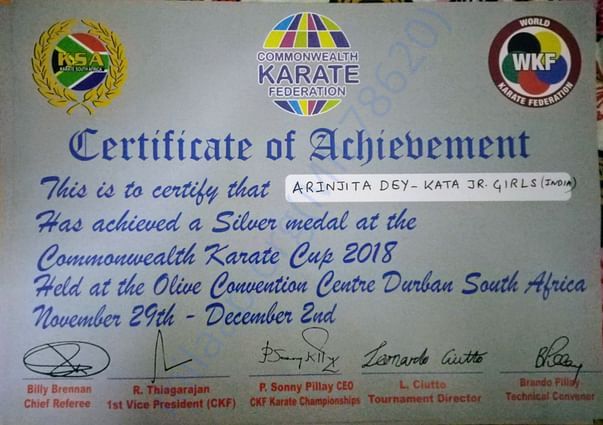 KSA
KARATE SOUTH AFRICA
COMMONWEALTH
KARATE
FEDERATION
WORLD
WKF
KARATE FEDERATION
Certificate of Achievement
This is to certify that ARINJITA DEY - KATA JR. GIRLS (INDIA)
Has achieved a Silver medal at the
Commonwealth Karate Cup 2018
Held at the Olive Convention Centre Durban South Africa
November 29th - December 2nd
Leonardo Ciutto
Billy Brennan
Chief Referee
R. Thiagarajan
1st Vice President (CKF)
P. Sonny Pillay CEO
CKF Karate Championships
L. Ciutto
Tournament Director
Brando Pillay
Technical Convener